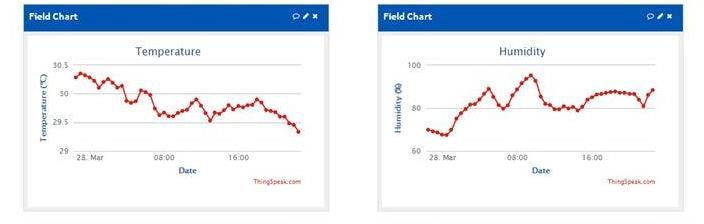 Field Chart
Temperature
Temperature (°C)
30.5
30
29.5
29
28. Mar
08:00
16:00
Date
ThingSpeak.com
Field Chart
Humidity
Humidity (%)
100
80
60
28. Mar
08:00
16:00
Date
ThingSpeak.com